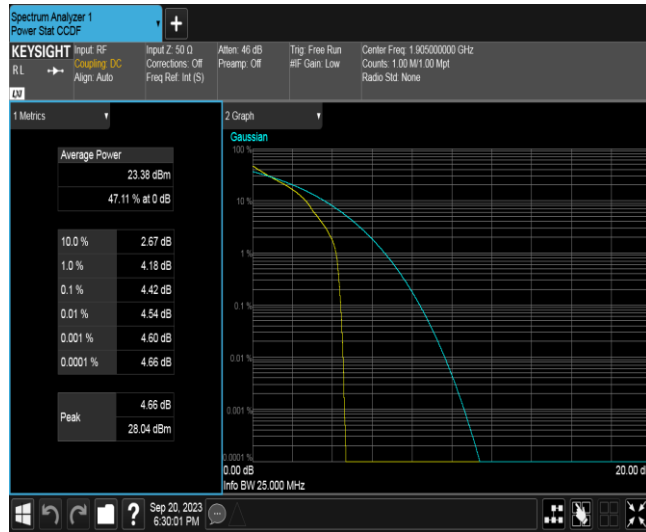 Spectrum Analyzer 1
Power Stat CCDF
+
KEYSIGHT
RL
LXI
Input: RF
Coupling: DC
Align: Auto
Input Z: 50 Ω
Corrections: Off
Freq Ref: Int (S)
Atten: 46 dB
Preamp: Off
Trig: Free Run
#IF Gain: Low
Center Freq: 1.905000000 GHz
Counts: 1.00 M/1.00 Mpt
Radio Std: None
1 Metrics
Average Power
23.38 dBm
47.11 % at 0 dB
10.0 % 2.67 dB
1.0 % 4.18 dB
0.1 % 4.42 dB
0.01 % 4.54 dB
0.001 % 4.60 dB
0.0001 % 4.66 dB
Peak
4.66 dB
28.04 dBm
2 Graph
Gaussian
100 %
10 %
1 %
0.1 %
0.01 %
0.001 %
0.0001 %
0.00 dB
20.00 d
Info BW 25.000 MHz
?
Sep 20, 2023
6:30:01 PM